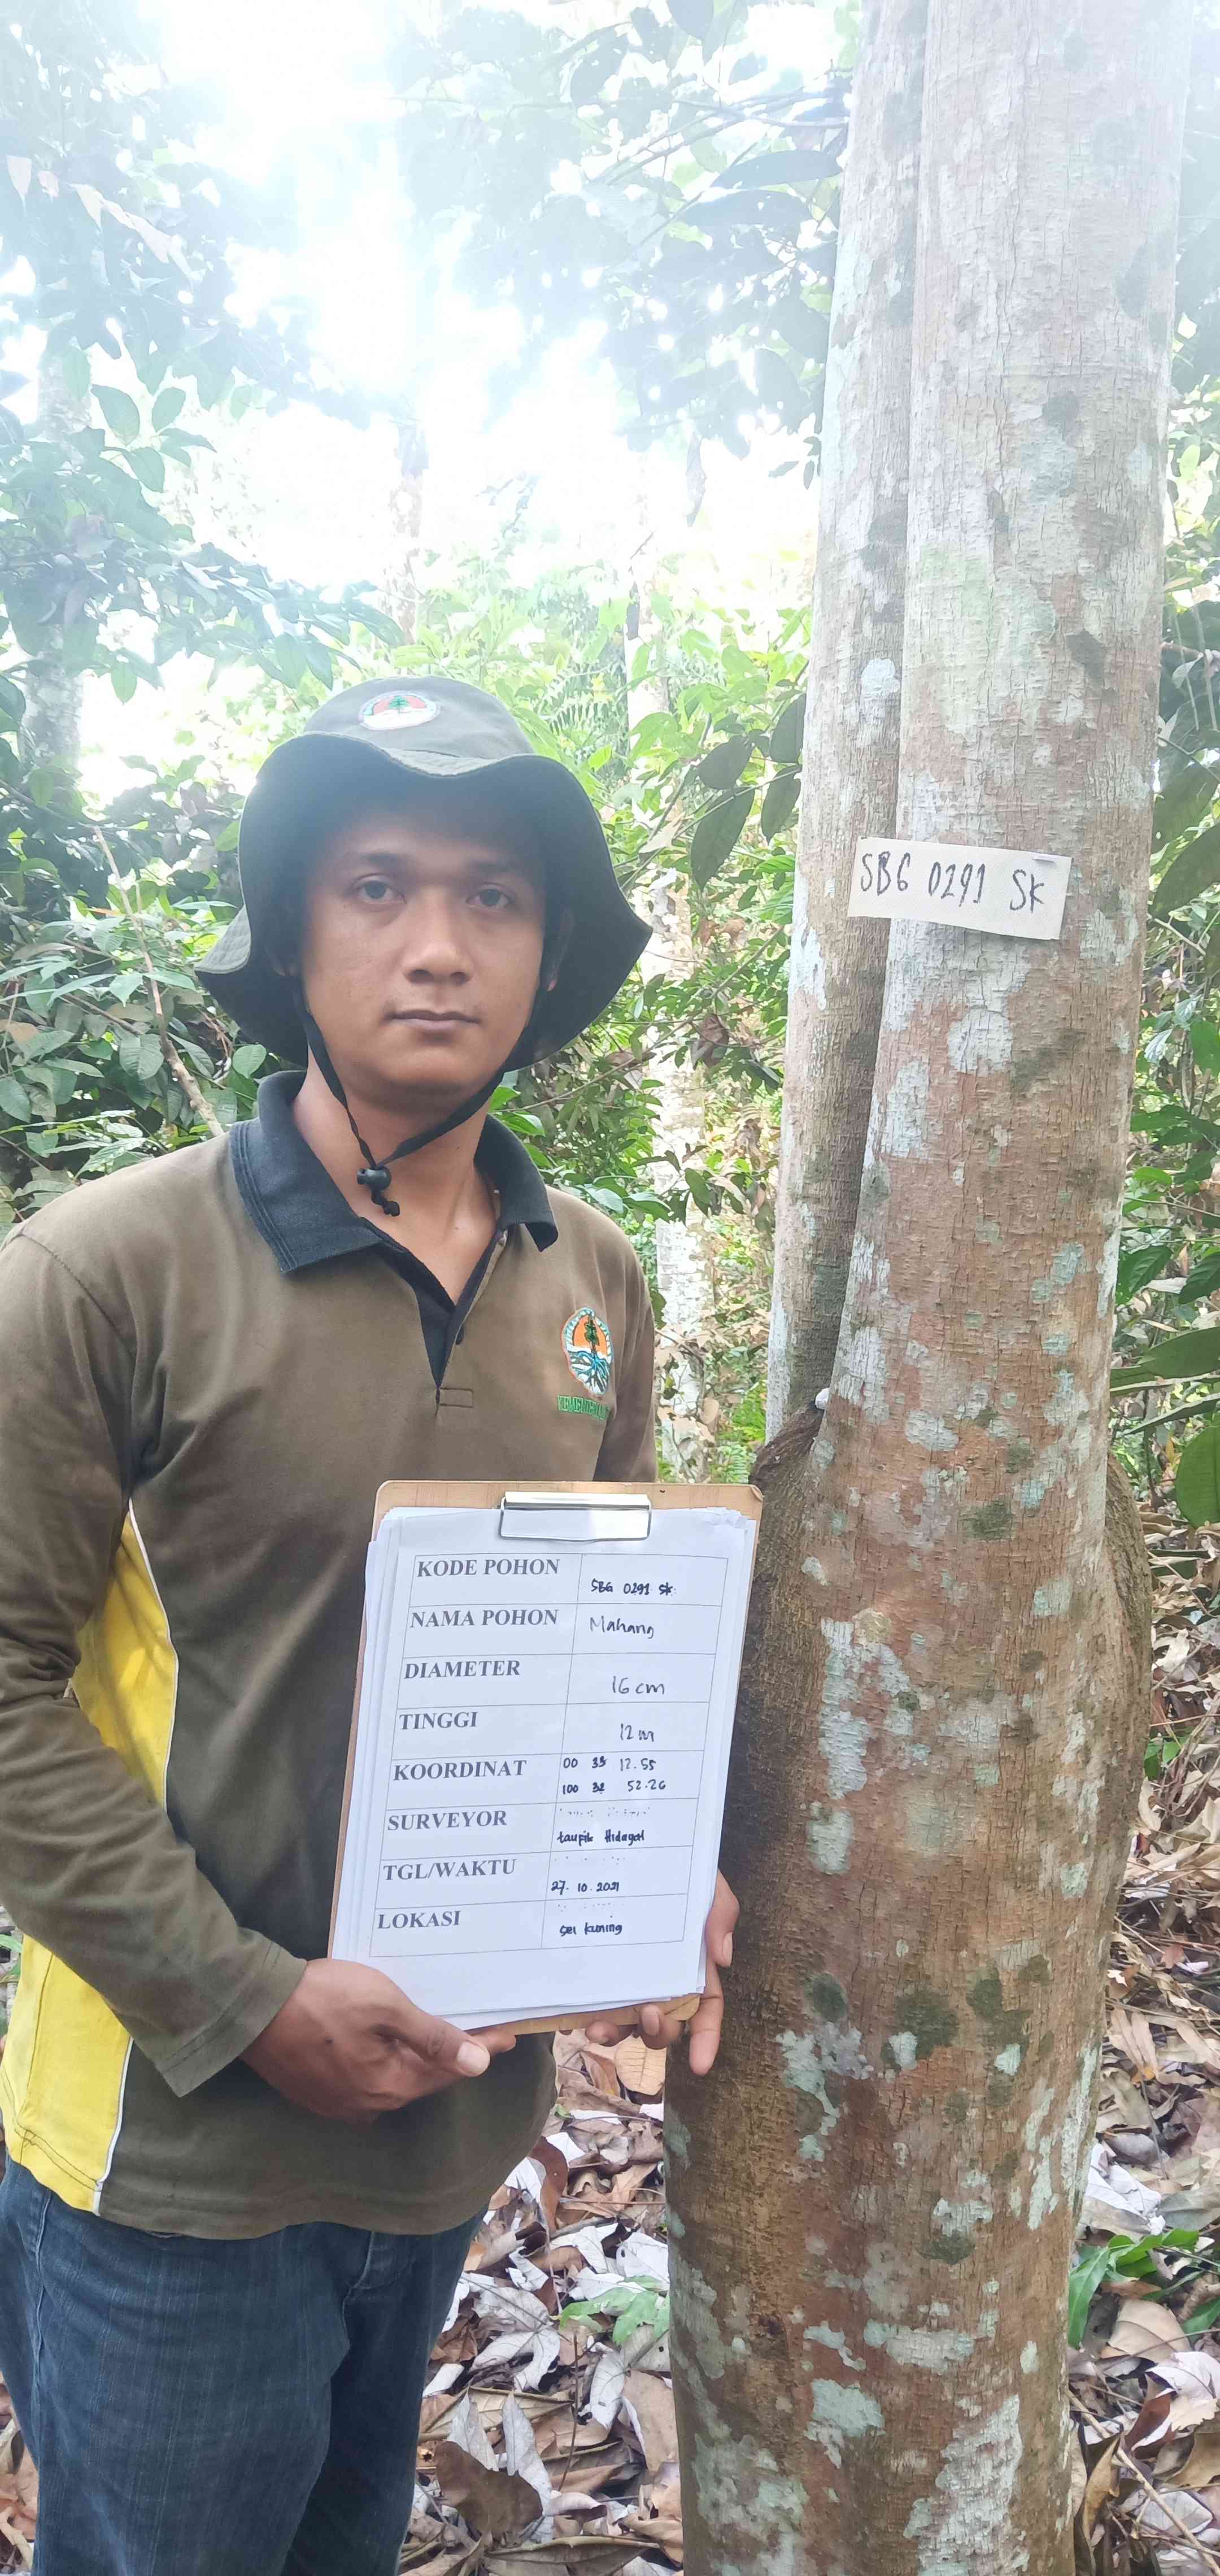 SBG 0291 SK
KODE POHON SBG 0291 SK
NAMA POHON Mahang
DIAMETER 16 cm
TINGGI 12 m
KOORDINAT 00 35 12.55
100 32 52.26
SURVEYOR taufik Hidayat
TGL/WAKTU 27.10.2021
LOKASI sei kuning